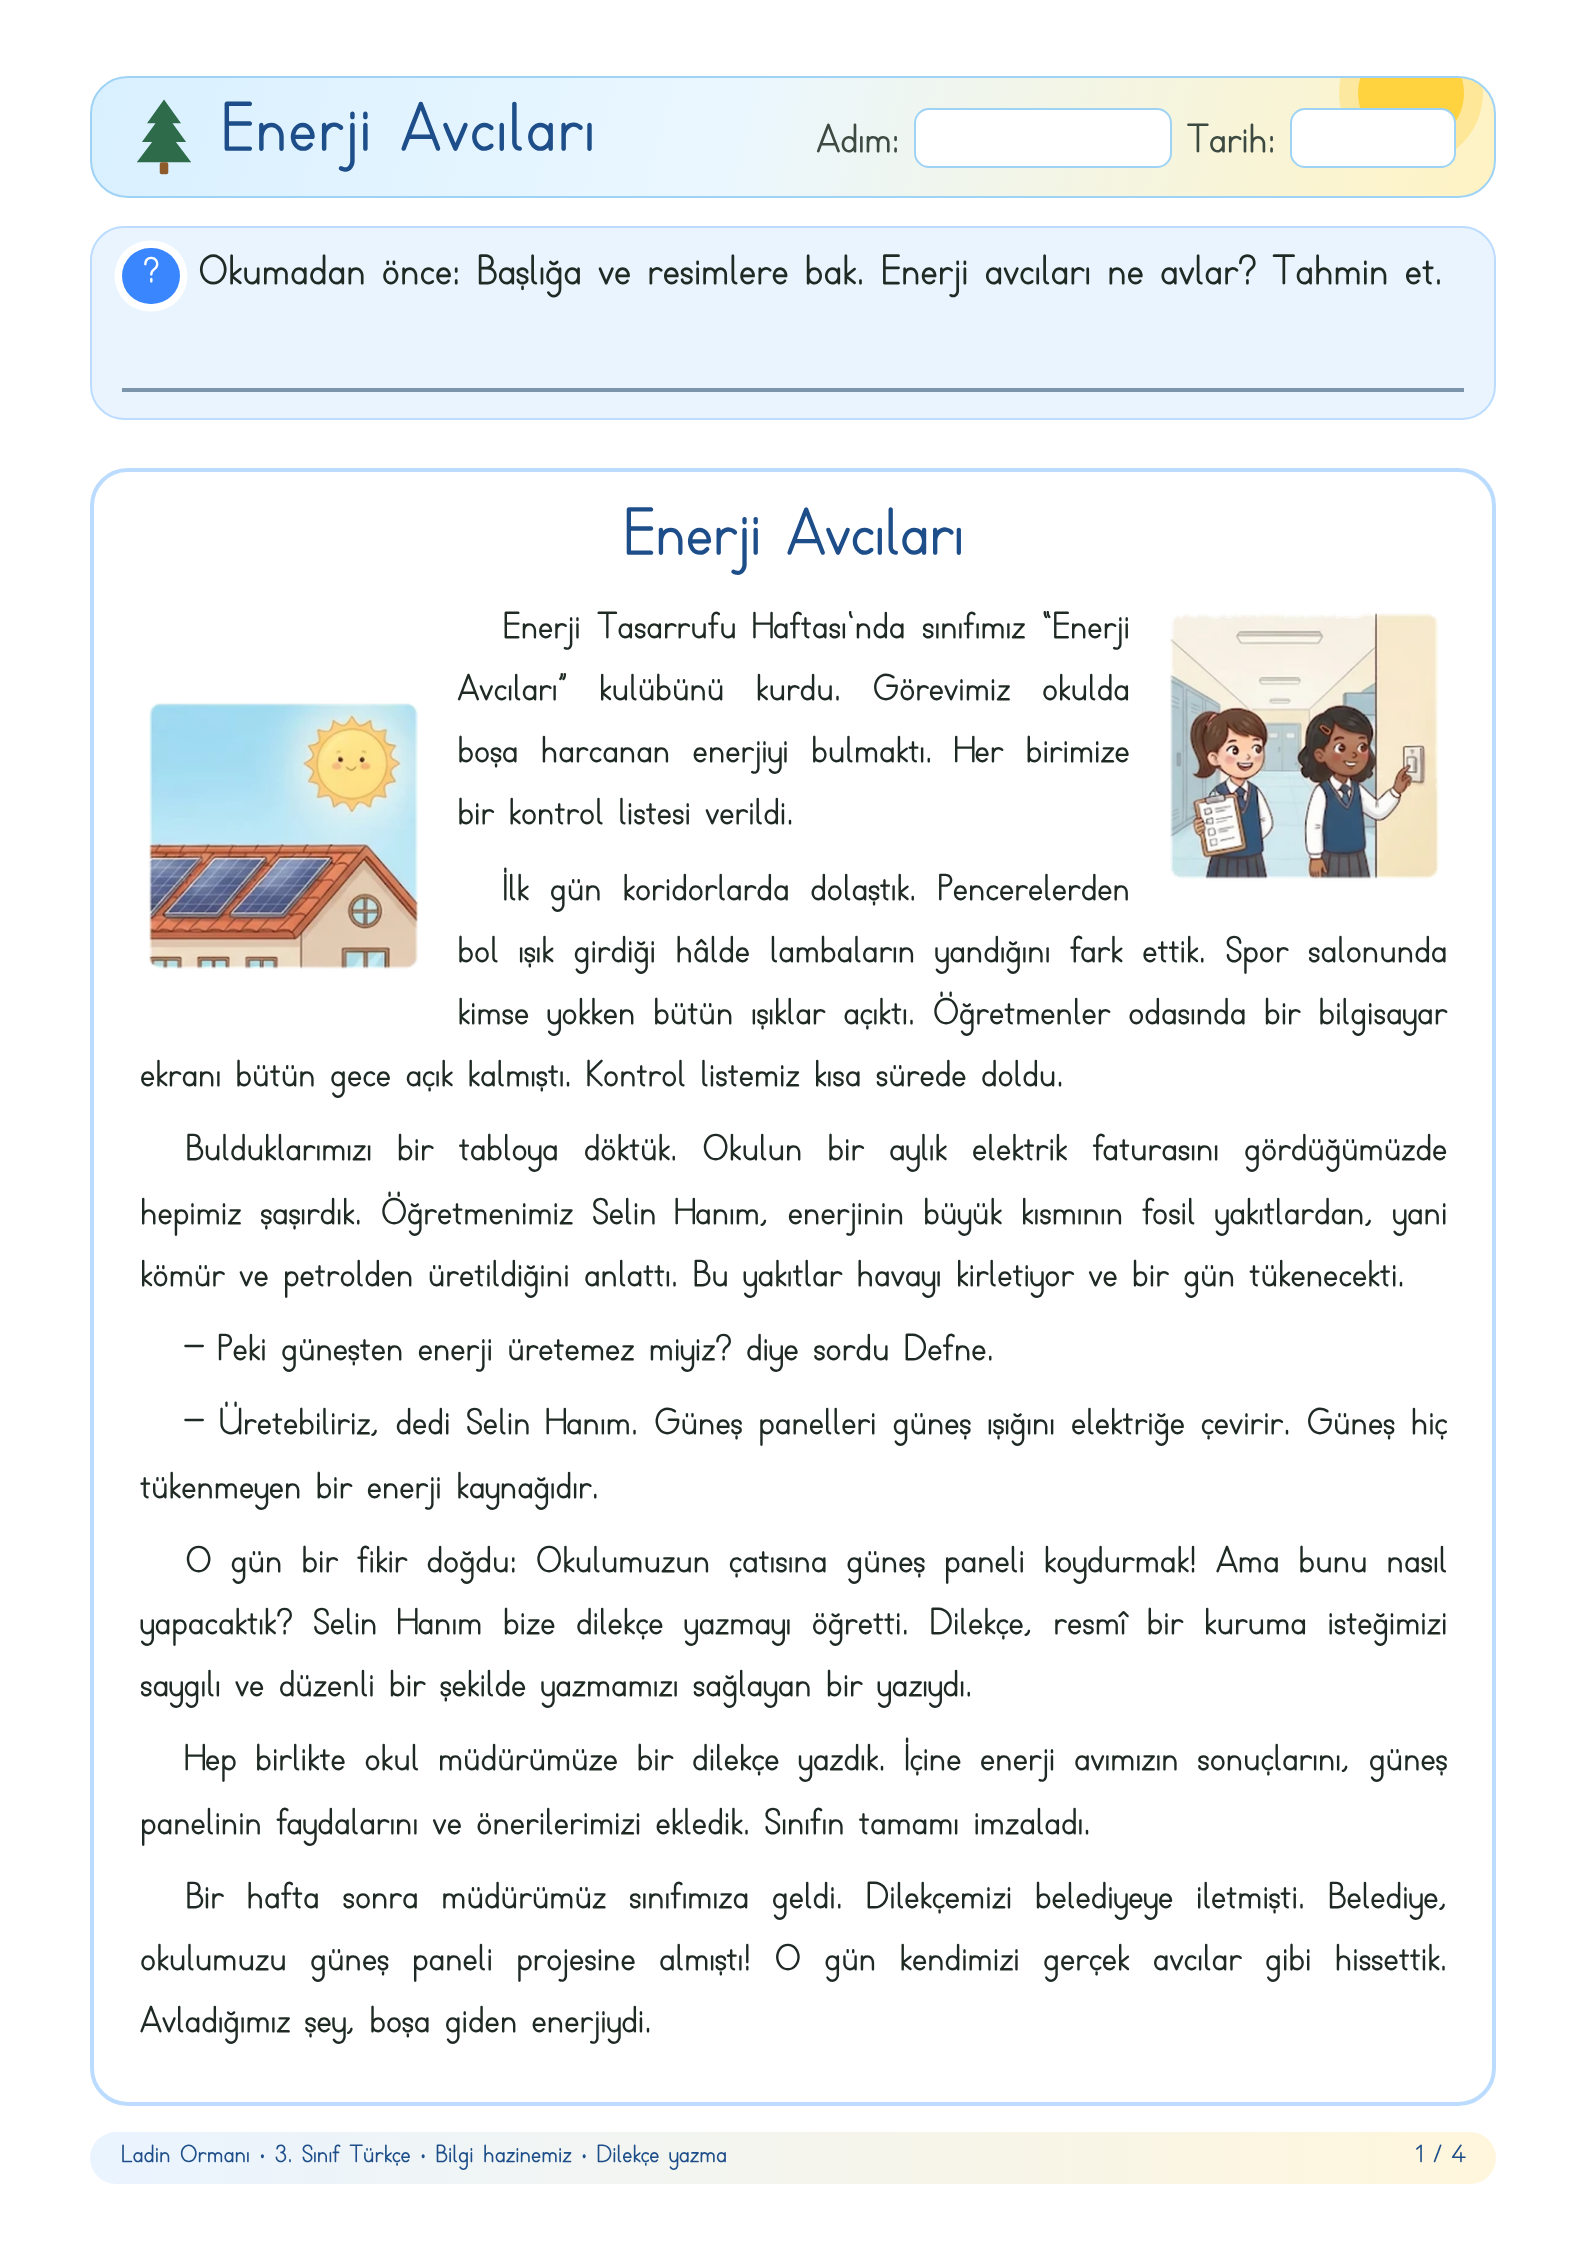 Enerji Avcıları
Adım:
Tarih:
?
Okumadan önce: Başlığa ve resimlere bak. Enerji avcıları ne avlar? Tahmin et.
Enerji Avcıları
Enerji Tasarrufu Haftası‘nda sınıfımız “Enerji
Avcıları” kulübünü kurdu. Görevimiz okulda
boşa harcanan enerjiyi bulmaktı. Her birimize
bir kontrol listesi verildi.
İlk gün koridorlarda dolaştık. Pencerelerden
bol ışık girdiği hâlde lambaların yandığını fark ettik. Spor salonunda
kimse yokken bütün ışıklar açıktı. Öğretmenler odasında bir bilgisayar
ekranı bütün gece açık kalmıştı. Kontrol listemiz kısa sürede doldu.
Bulduklarımızı bir tabloya döktük. Okulun bir aylık elektrik faturasını gördüğümüzde
hepimiz şaşırdık. Öğretmenimiz Selin Hanım, enerjinin büyük kısmının fosil yakıtlardan, yani
kömür ve petrolden üretildiğini anlattı. Bu yakıtlar havayı kirletiyor ve bir gün tükenecekti.
– Peki güneşten enerji üretemez miyiz? diye sordu Defne.
– Üretebiliriz, dedi Selin Hanım. Güneş panelleri güneş ışığını elektriğe çevirir. Güneş hiç
tükenmeyen bir enerji kaynağıdır.
O gün bir fikir doğdu: Okulumuzun çatısına güneş paneli koydurmak! Ama bunu nasıl
yapacaktık? Selin Hanım bize dilekçe yazmayı öğretti. Dilekçe, resmî bir kuruma isteğimizi
saygılı ve düzenli bir şekilde yazmamızı sağlayan bir yazıydı.
Hep birlikte okul müdürümüze bir dilekçe yazdık. İçine enerji avımızın sonuçlarını, güneş
panelinin faydalarını ve önerilerimizi ekledik. Sınıfın tamamı imzaladı.
Bir hafta sonra müdürümüz sınıfımıza geldi. Dilekçemizi belediyeye iletmişti. Belediye,
okulumuzu güneş paneli projesine almıştı! O gün kendimizi gerçek avcılar gibi hissettik.
Avladığımız şey, boşa giden enerjiydi.
Ladin Ormanı • 3. Sınıf Türkçe • Bilgi hazinemiz • Dilekçe yazma
1 / 4